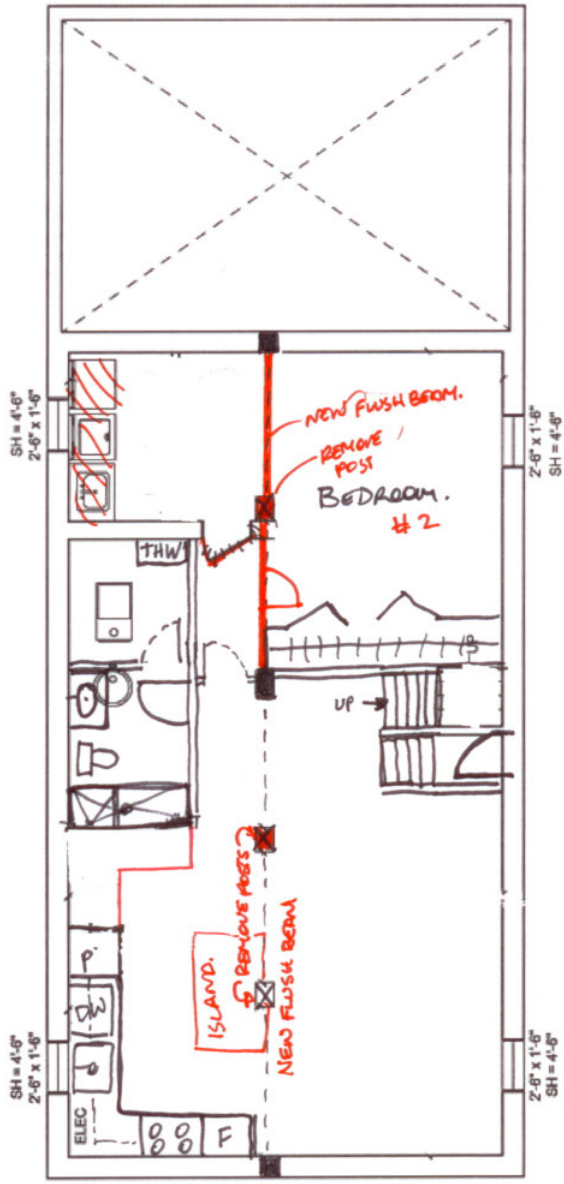 SH = 4'-6"
2'-6" x 1'-6"
2'-6" x 1'-6"
SH = 4'-6"
NEW FLUSH BEAM.
REMOVE
POST
BEDROOM.
# 2
THW
UP
REMOVE POSTS
ISLAND.
NEW FLUSH BEAM
P.
DW
SH = 4'-6"
2'-6" x 1'-6"
2'-6" x 1'-6"
SH = 4'-6"
ELEC
F